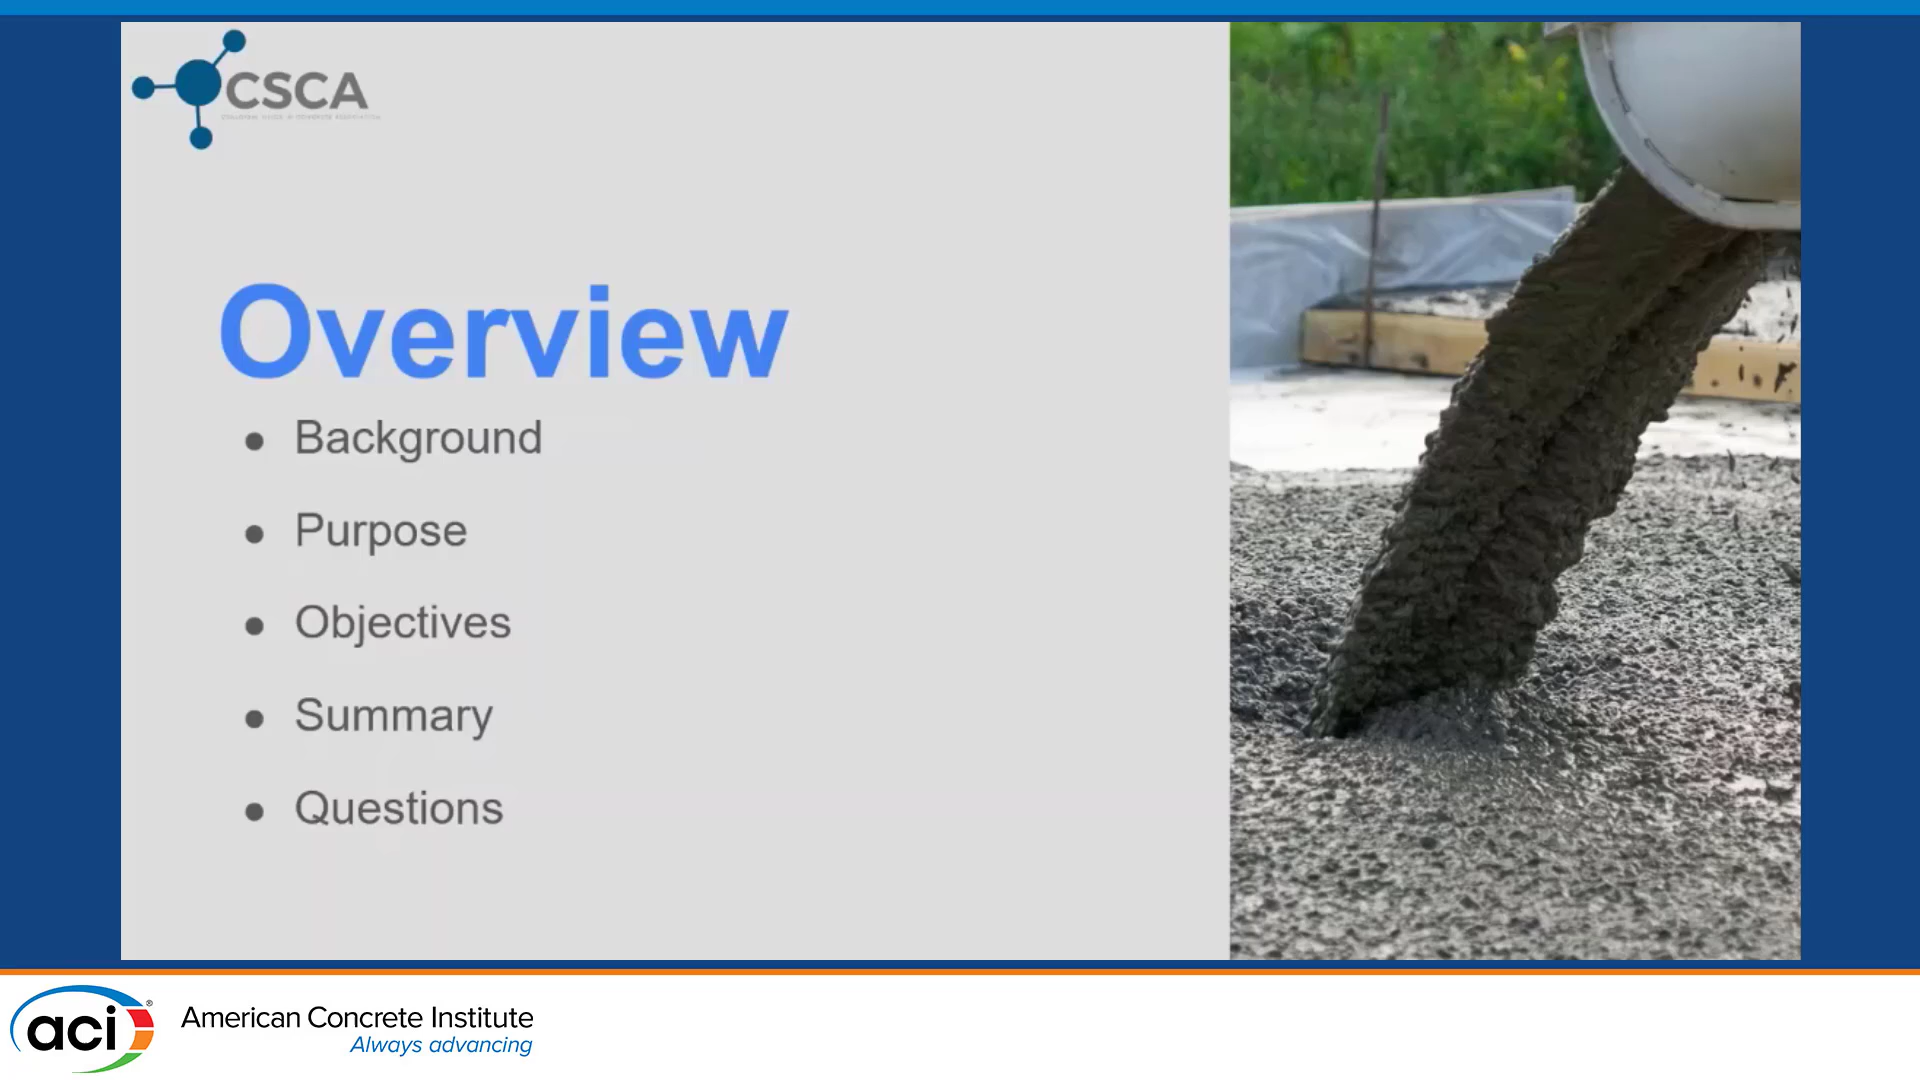 CSCA
Overview
● Background
● Purpose
● Objectives
● Summary
● Questions
aci®
American Concrete Institute
Always advancing